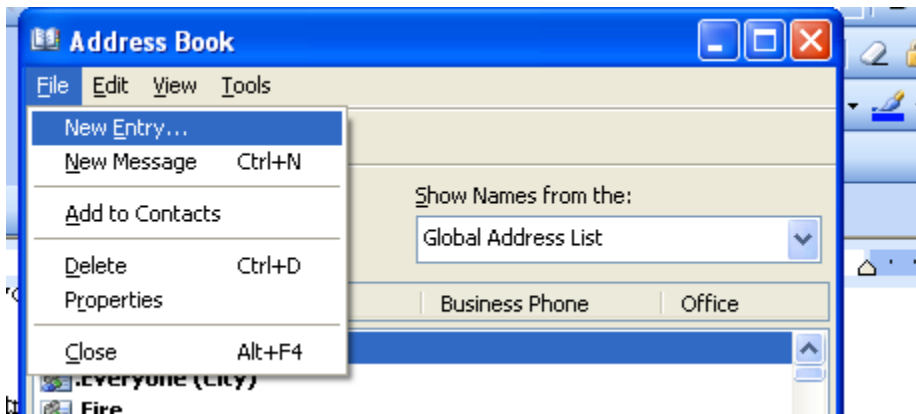 Address Book
File Edit View Tools
New Entry...
New Message Ctrl+N
Show Names from the:
Add to Contacts
Global Address List
Delete Ctrl+D
Properties
Business Phone Office
Close Alt+F4
.Everyone (City)
Fire